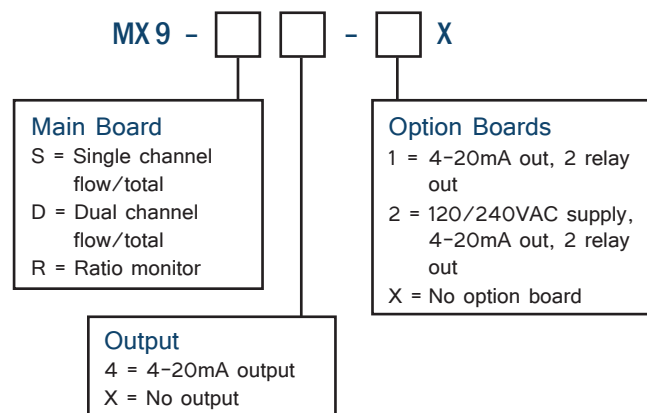 MX 9 - - X
Main Board
S = Single channel
flow/total
D = Dual channel
flow/total
R = Ratio monitor
Option Boards
1 = 4-20mA out, 2 relay
out
2 = 120/240VAC supply,
4-20mA out, 2 relay
out
X = No option board
Output
4 = 4-20mA output
X = No output